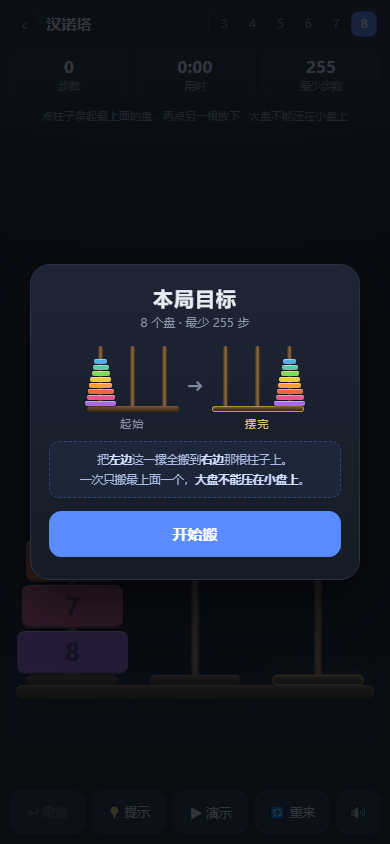 ‹ 汉诺塔 3 4 5 6 7 8
0 0:00 255
步数 用时 最少步数
点柱子拿起最上面的盘，再点另一根放下 · 大盘不能压在小盘上
本局目标
8 个盘 · 最少 255 步
→
起始 摆完
把左边这一摞全搬到右边那根柱子上。
一次只搬最上面一个，大盘不能压在小盘上。
开始搬
7
8
↩ 撤销 提示 ▶ 演示 重来